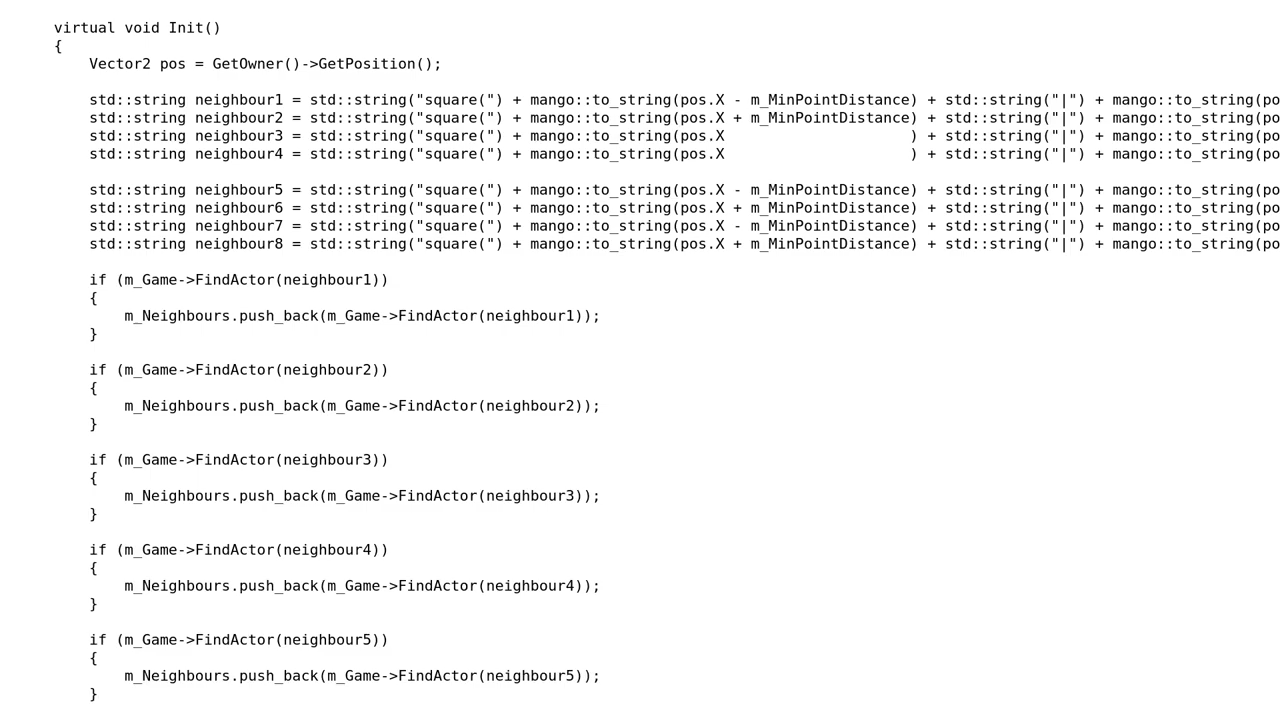 virtual void Init()
{
    Vector2 pos = GetOwner()->GetPosition();

    std::string neighbour1 = std::string("square(") + mango::to_string(pos.X - m_MinPointDistance) + std::string("|") + mango::to_string(po
    std::string neighbour2 = std::string("square(") + mango::to_string(pos.X + m_MinPointDistance) + std::string("|") + mango::to_string(po
    std::string neighbour3 = std::string("square(") + mango::to_string(pos.X                     ) + std::string("|") + mango::to_string(po
    std::string neighbour4 = std::string("square(") + mango::to_string(pos.X                     ) + std::string("|") + mango::to_string(po

    std::string neighbour5 = std::string("square(") + mango::to_string(pos.X - m_MinPointDistance) + std::string("|") + mango::to_string(po
    std::string neighbour6 = std::string("square(") + mango::to_string(pos.X + m_MinPointDistance) + std::string("|") + mango::to_string(po
    std::string neighbour7 = std::string("square(") + mango::to_string(pos.X - m_MinPointDistance) + std::string("|") + mango::to_string(po
    std::string neighbour8 = std::string("square(") + mango::to_string(pos.X + m_MinPointDistance) + std::string("|") + mango::to_string(po

    if (m_Game->FindActor(neighbour1))
    {
        m_Neighbours.push_back(m_Game->FindActor(neighbour1));
    }

    if (m_Game->FindActor(neighbour2))
    {
        m_Neighbours.push_back(m_Game->FindActor(neighbour2));
    }

    if (m_Game->FindActor(neighbour3))
    {
        m_Neighbours.push_back(m_Game->FindActor(neighbour3));
    }

    if (m_Game->FindActor(neighbour4))
    {
        m_Neighbours.push_back(m_Game->FindActor(neighbour4));
    }

    if (m_Game->FindActor(neighbour5))
    {
        m_Neighbours.push_back(m_Game->FindActor(neighbour5));
    }